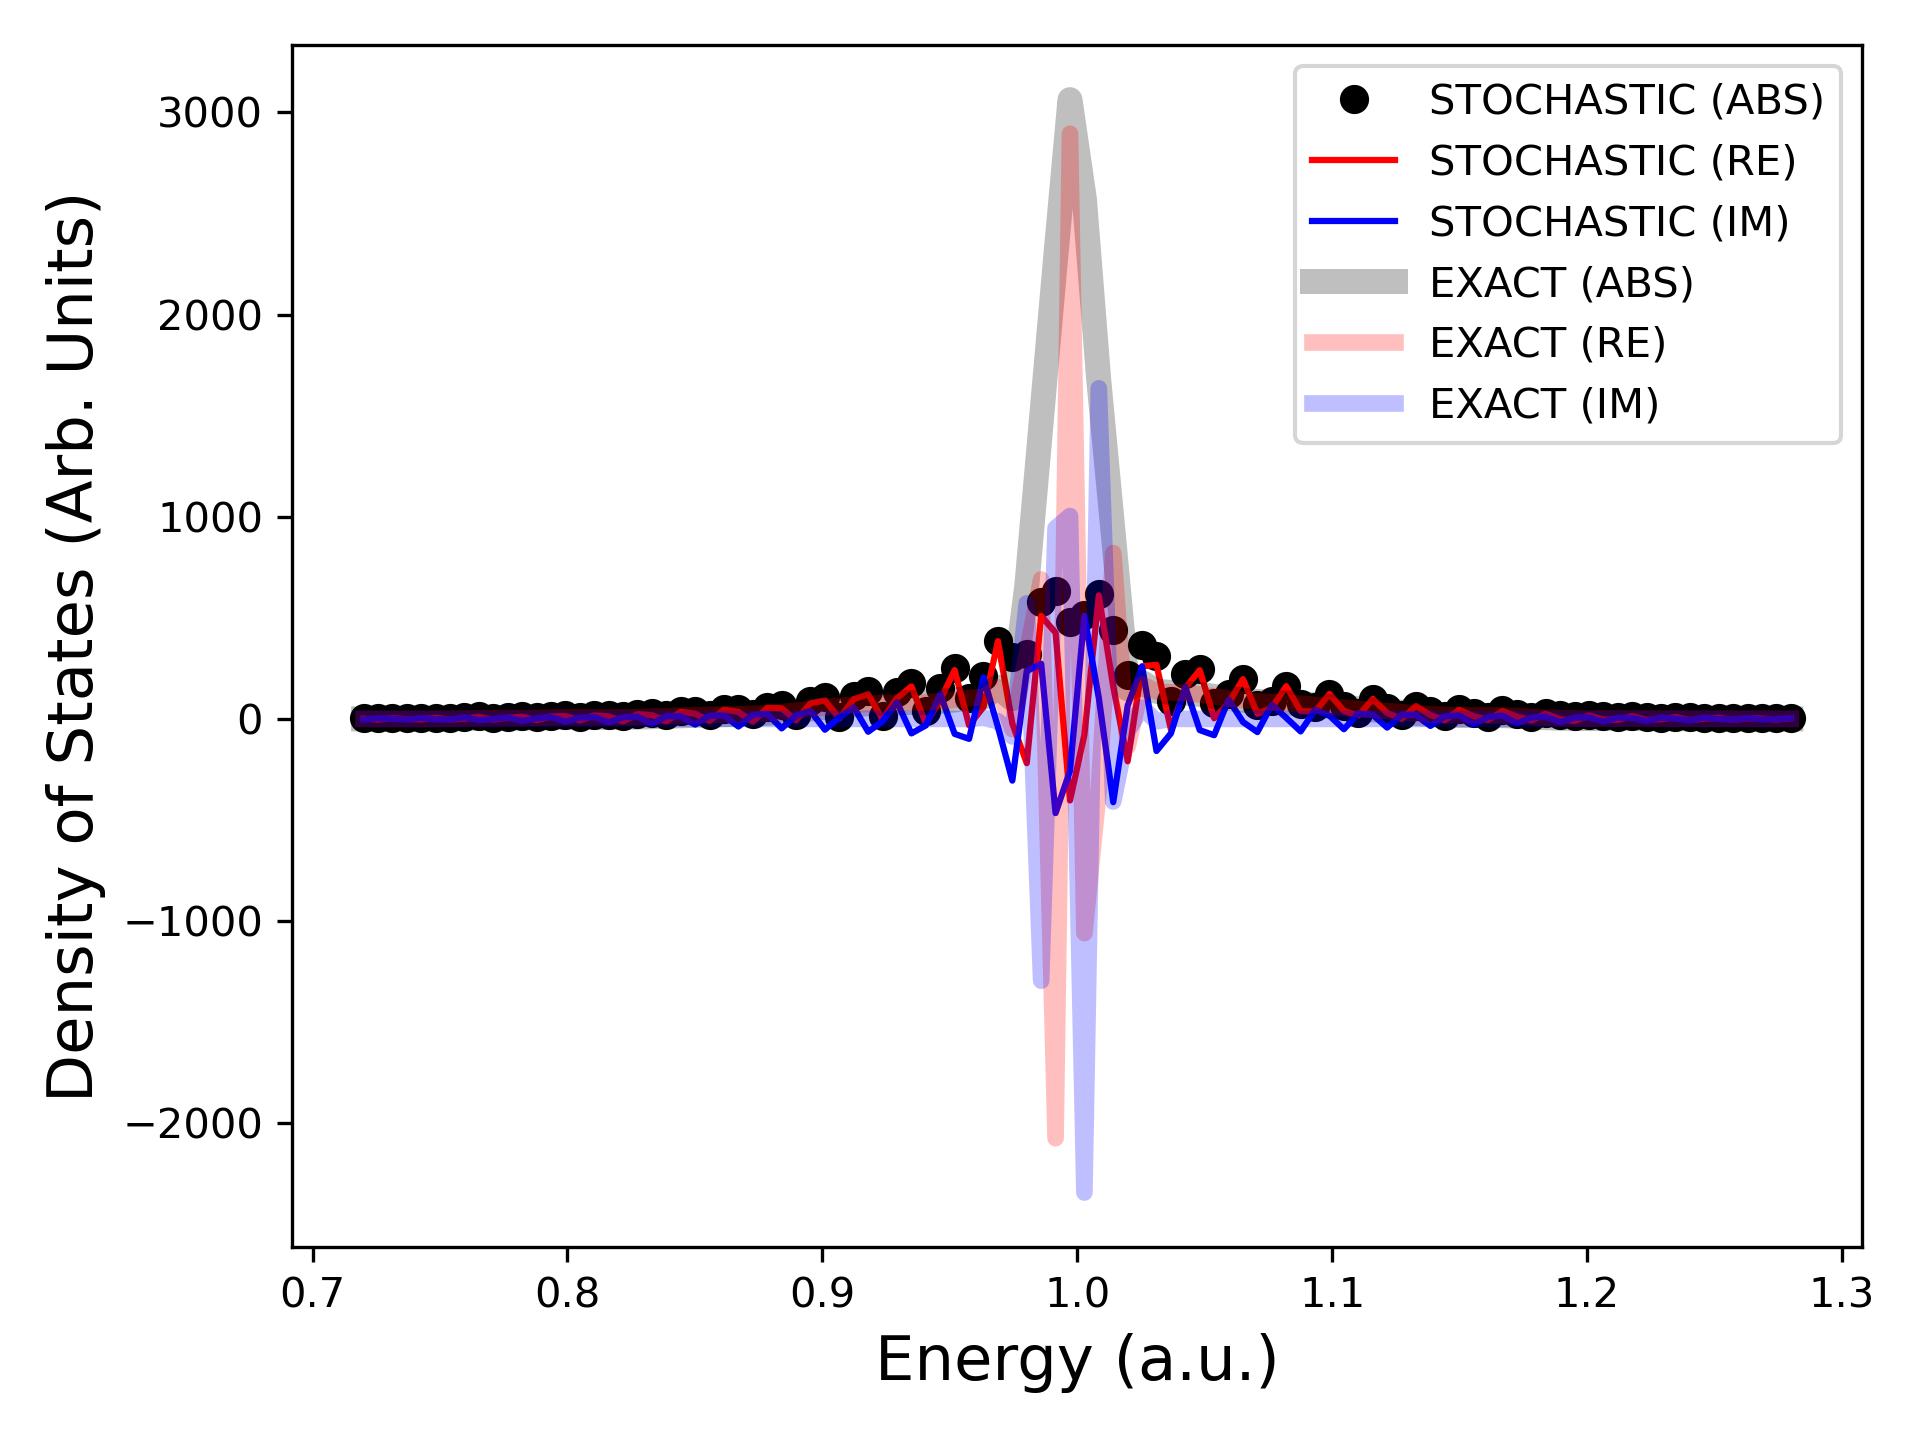 Density of States (Arb. Units)
3000
2000
1000
0
−1000
−2000
STOCHASTIC (ABS)
STOCHASTIC (RE)
STOCHASTIC (IM)
EXACT (ABS)
EXACT (RE)
EXACT (IM)
0.7 0.8 0.9 1.0 1.1 1.2 1.3
Energy (a.u.)